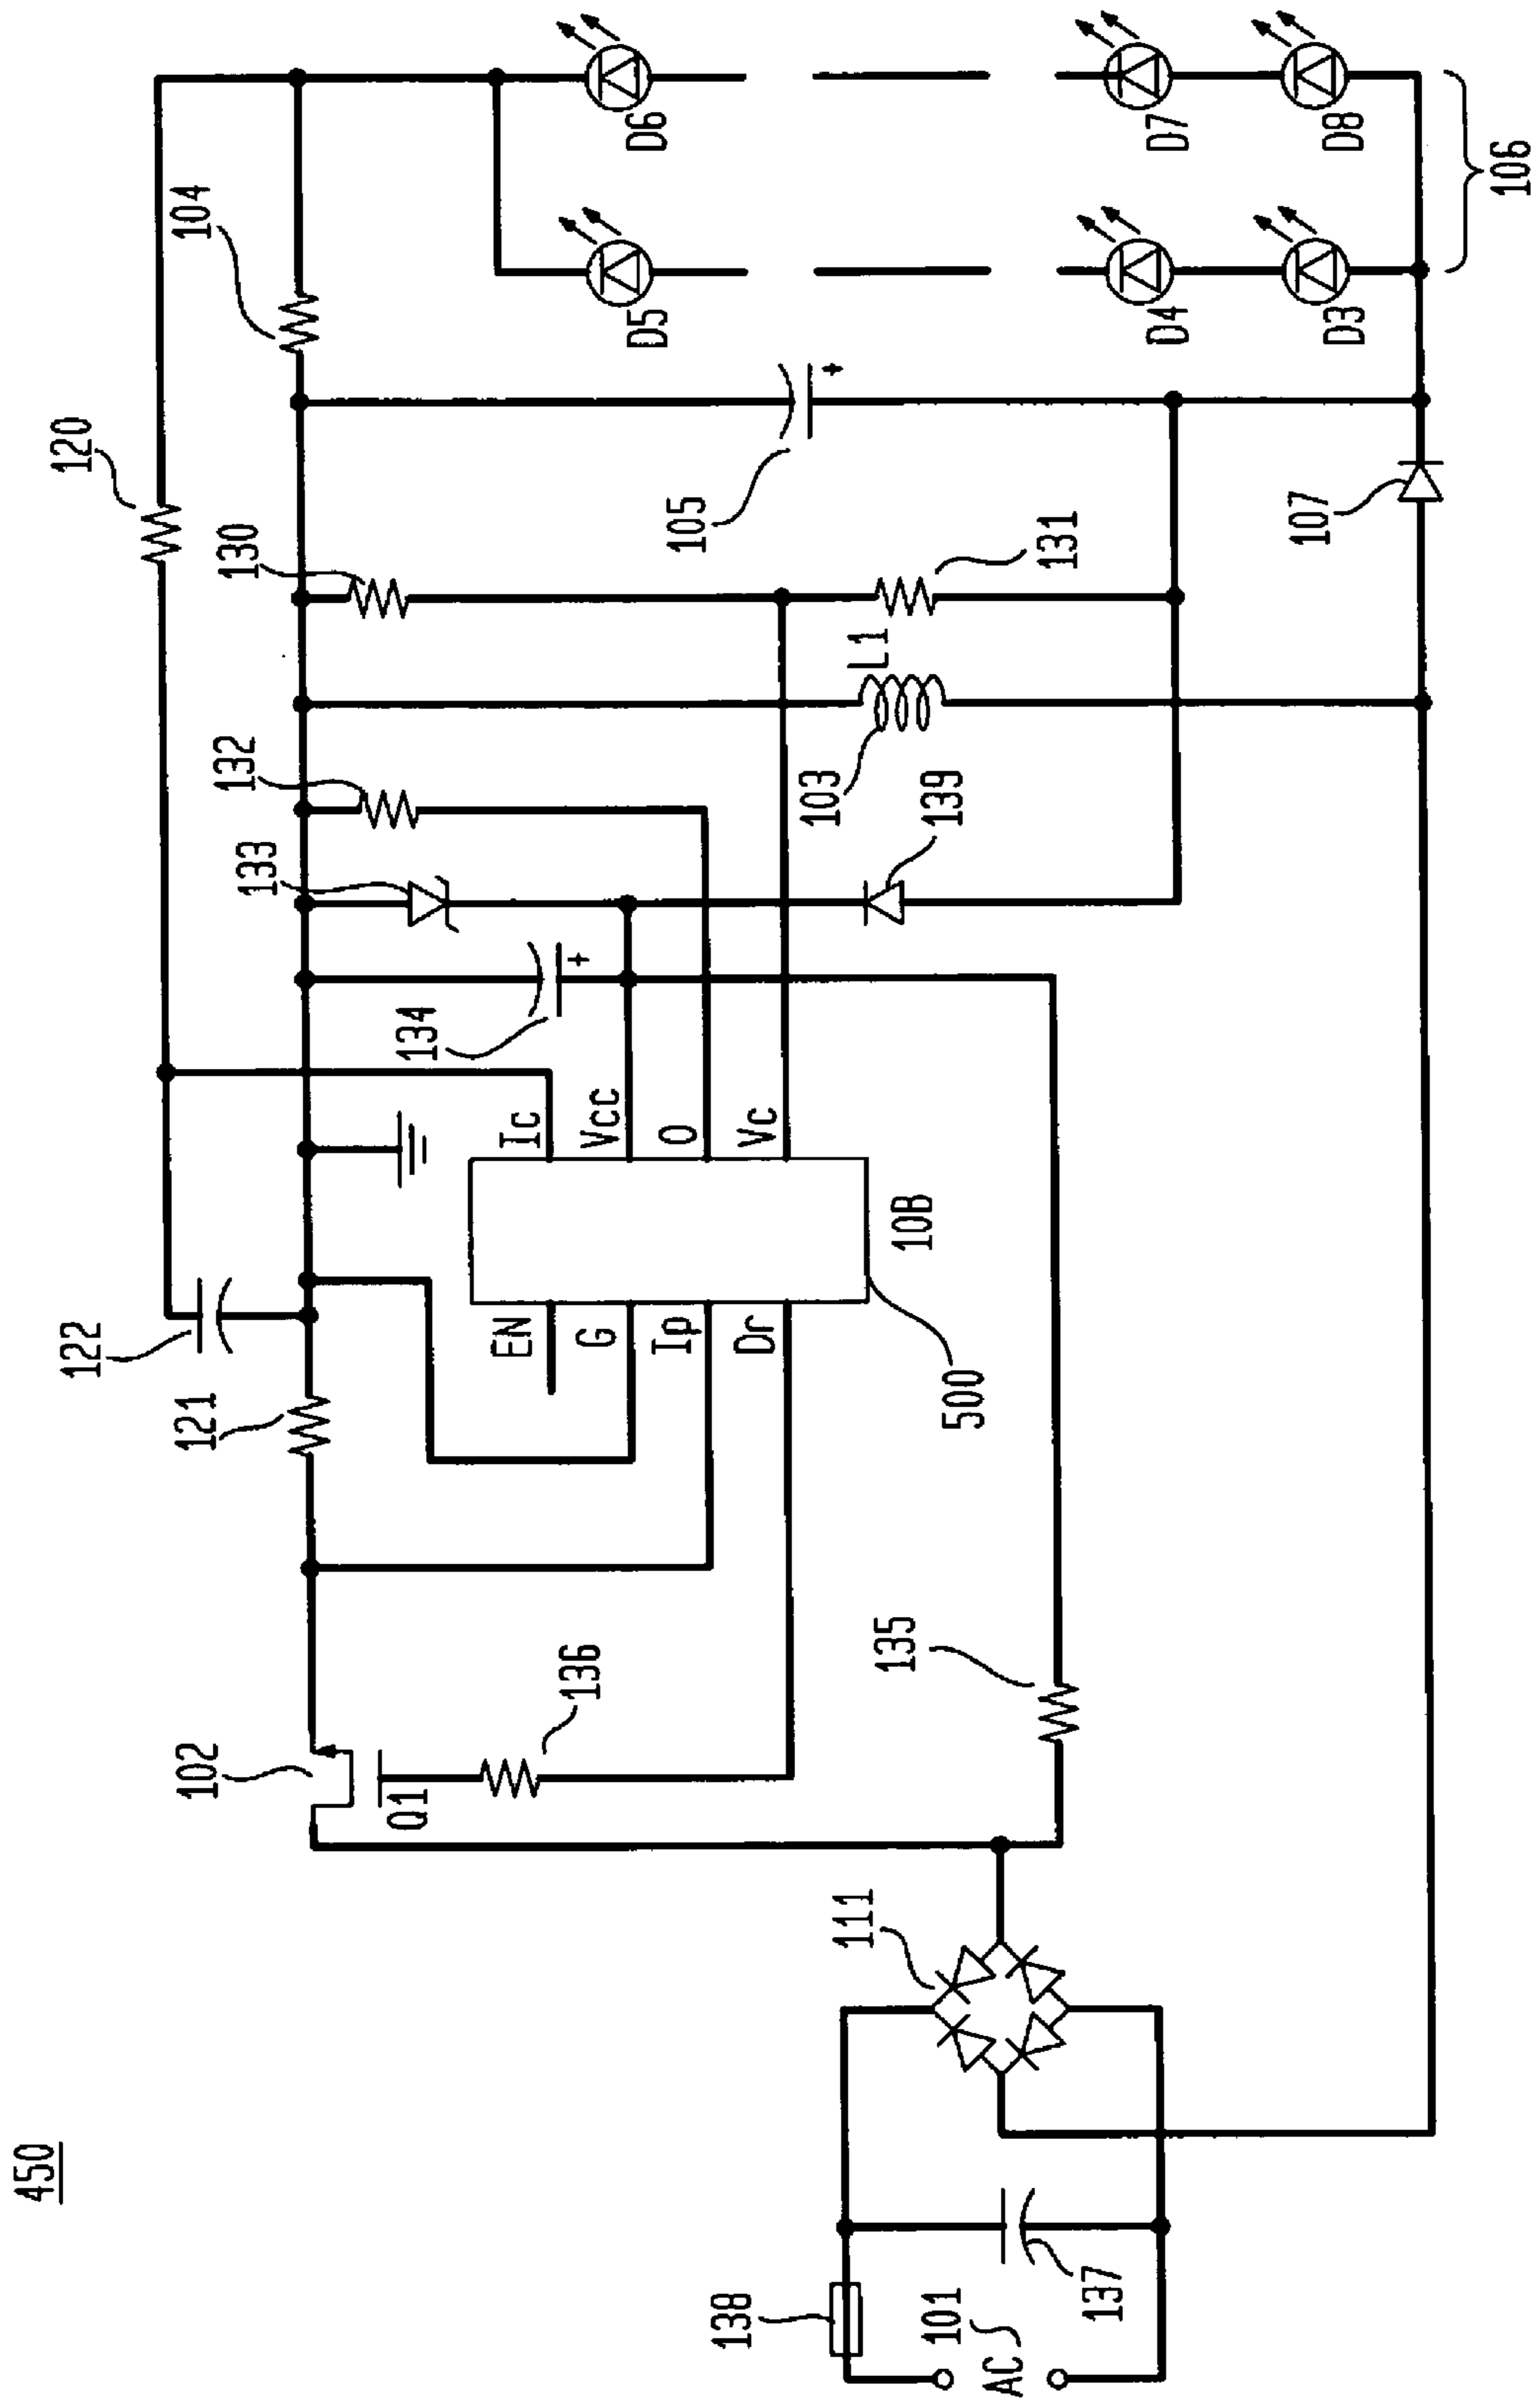 450
122
120
102
121
104
133
132
130
Q1
134
EN
Ic
136
G
Vcc
+
D5
D6
Ip
O
105
138
Dr
Vc
103
+
111
135
10B
L1
101
500
139
AC
131
137
D4
D7
107
D3
D8
106